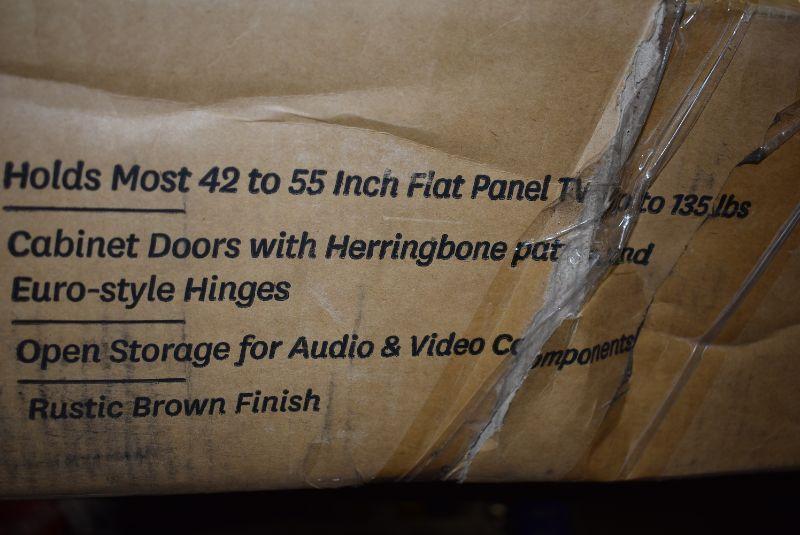 Holds Most 42 to 55 Inch Flat Panel TV to 135 lbs
Cabinet Doors with Herringbone
Euro-style Hinges
Open Storage for Audio & Video Components
Rustic Brown Finish